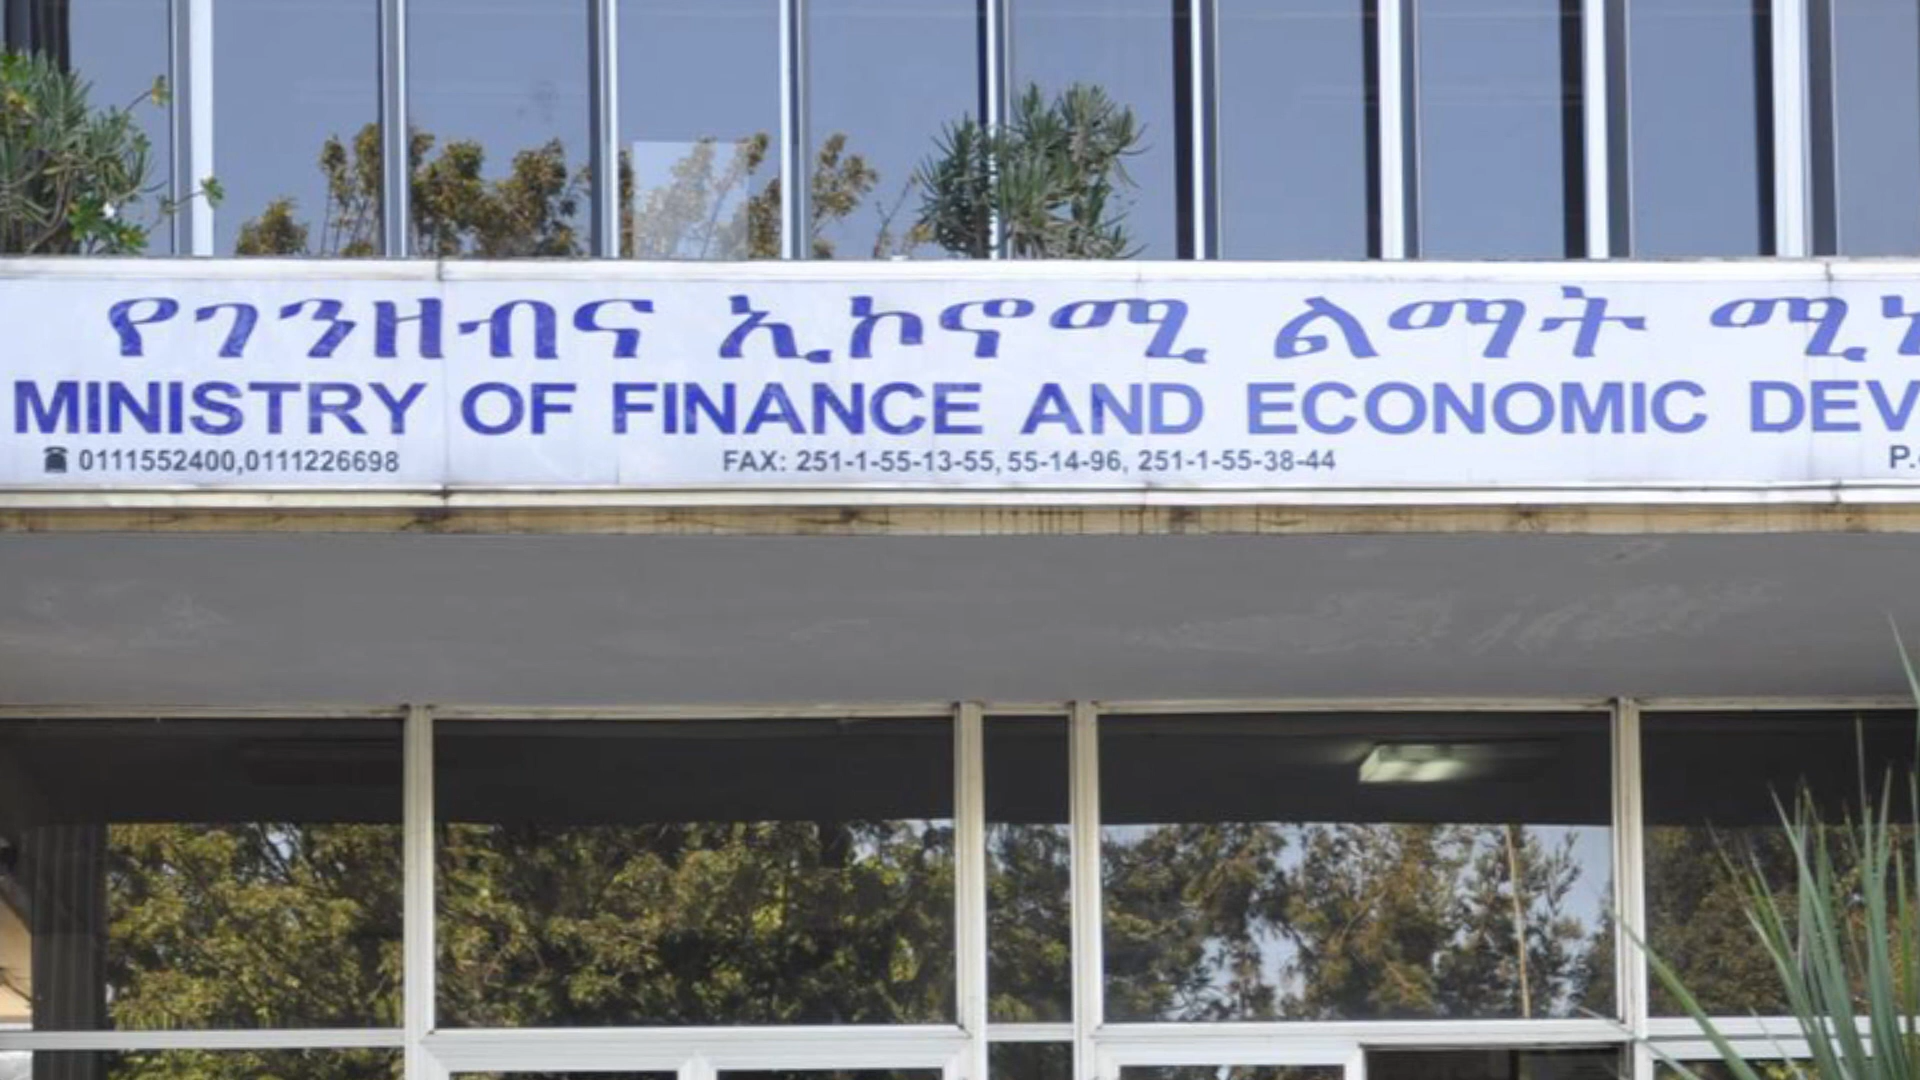 የገንዘብና ኢኮኖሚ ልማት
MINISTRY OF FINANCE AND ECONOMIC DEV
0111552400,0111226698 FAX: 251-1-55-13-55, 55-14-96, 251-1-55-38-44